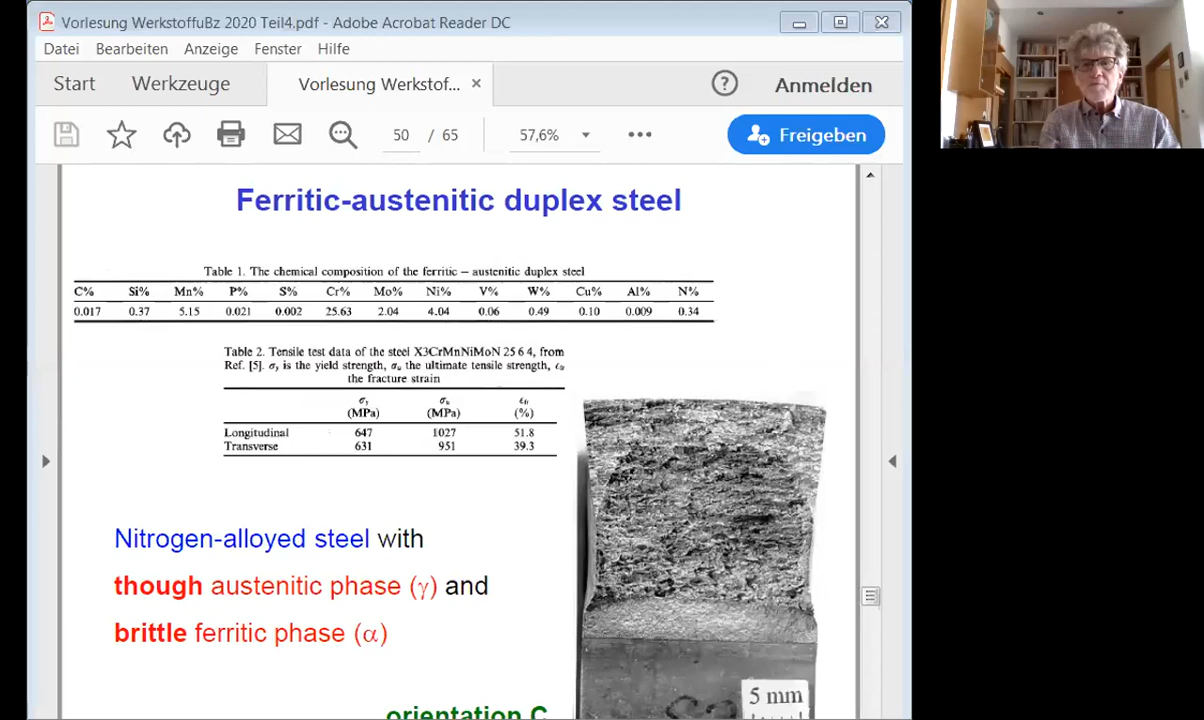 Vorlesung WerkstoffuBz 2020 Teil4.pdf - Adobe Acrobat Reader DC
Datei Bearbeiten Anzeige Fenster Hilfe
Start Werkzeuge Vorlesung Werkstof... × ? Anmelden
50 / 65 57,6% Freigeben
Ferritic-austenitic duplex steel
Table 1. The chemical composition of the ferritic – austenitic duplex steel
C% Si% Mn% P% S% Cr% Mo% Ni% V% W% Cu% Al% N%
0.017 0.37 5.15 0.021 0.002 25.63 2.04 4.04 0.06 0.49 0.10 0.009 0.34
Table 2. Tensile test data of the steel X3CrMnNiMoN 25 6 4, from
Ref. [5]. σy is the yield strength, σu the ultimate tensile strength, εfr
the fracture strain
σy σu εfr
(MPa) (MPa) (%)
Longitudinal 647 1027 51.8
Transverse 631 951 39.3
Nitrogen-alloyed steel with
though austenitic phase (γ) and
brittle ferritic phase (α)
5 mm
orientation C